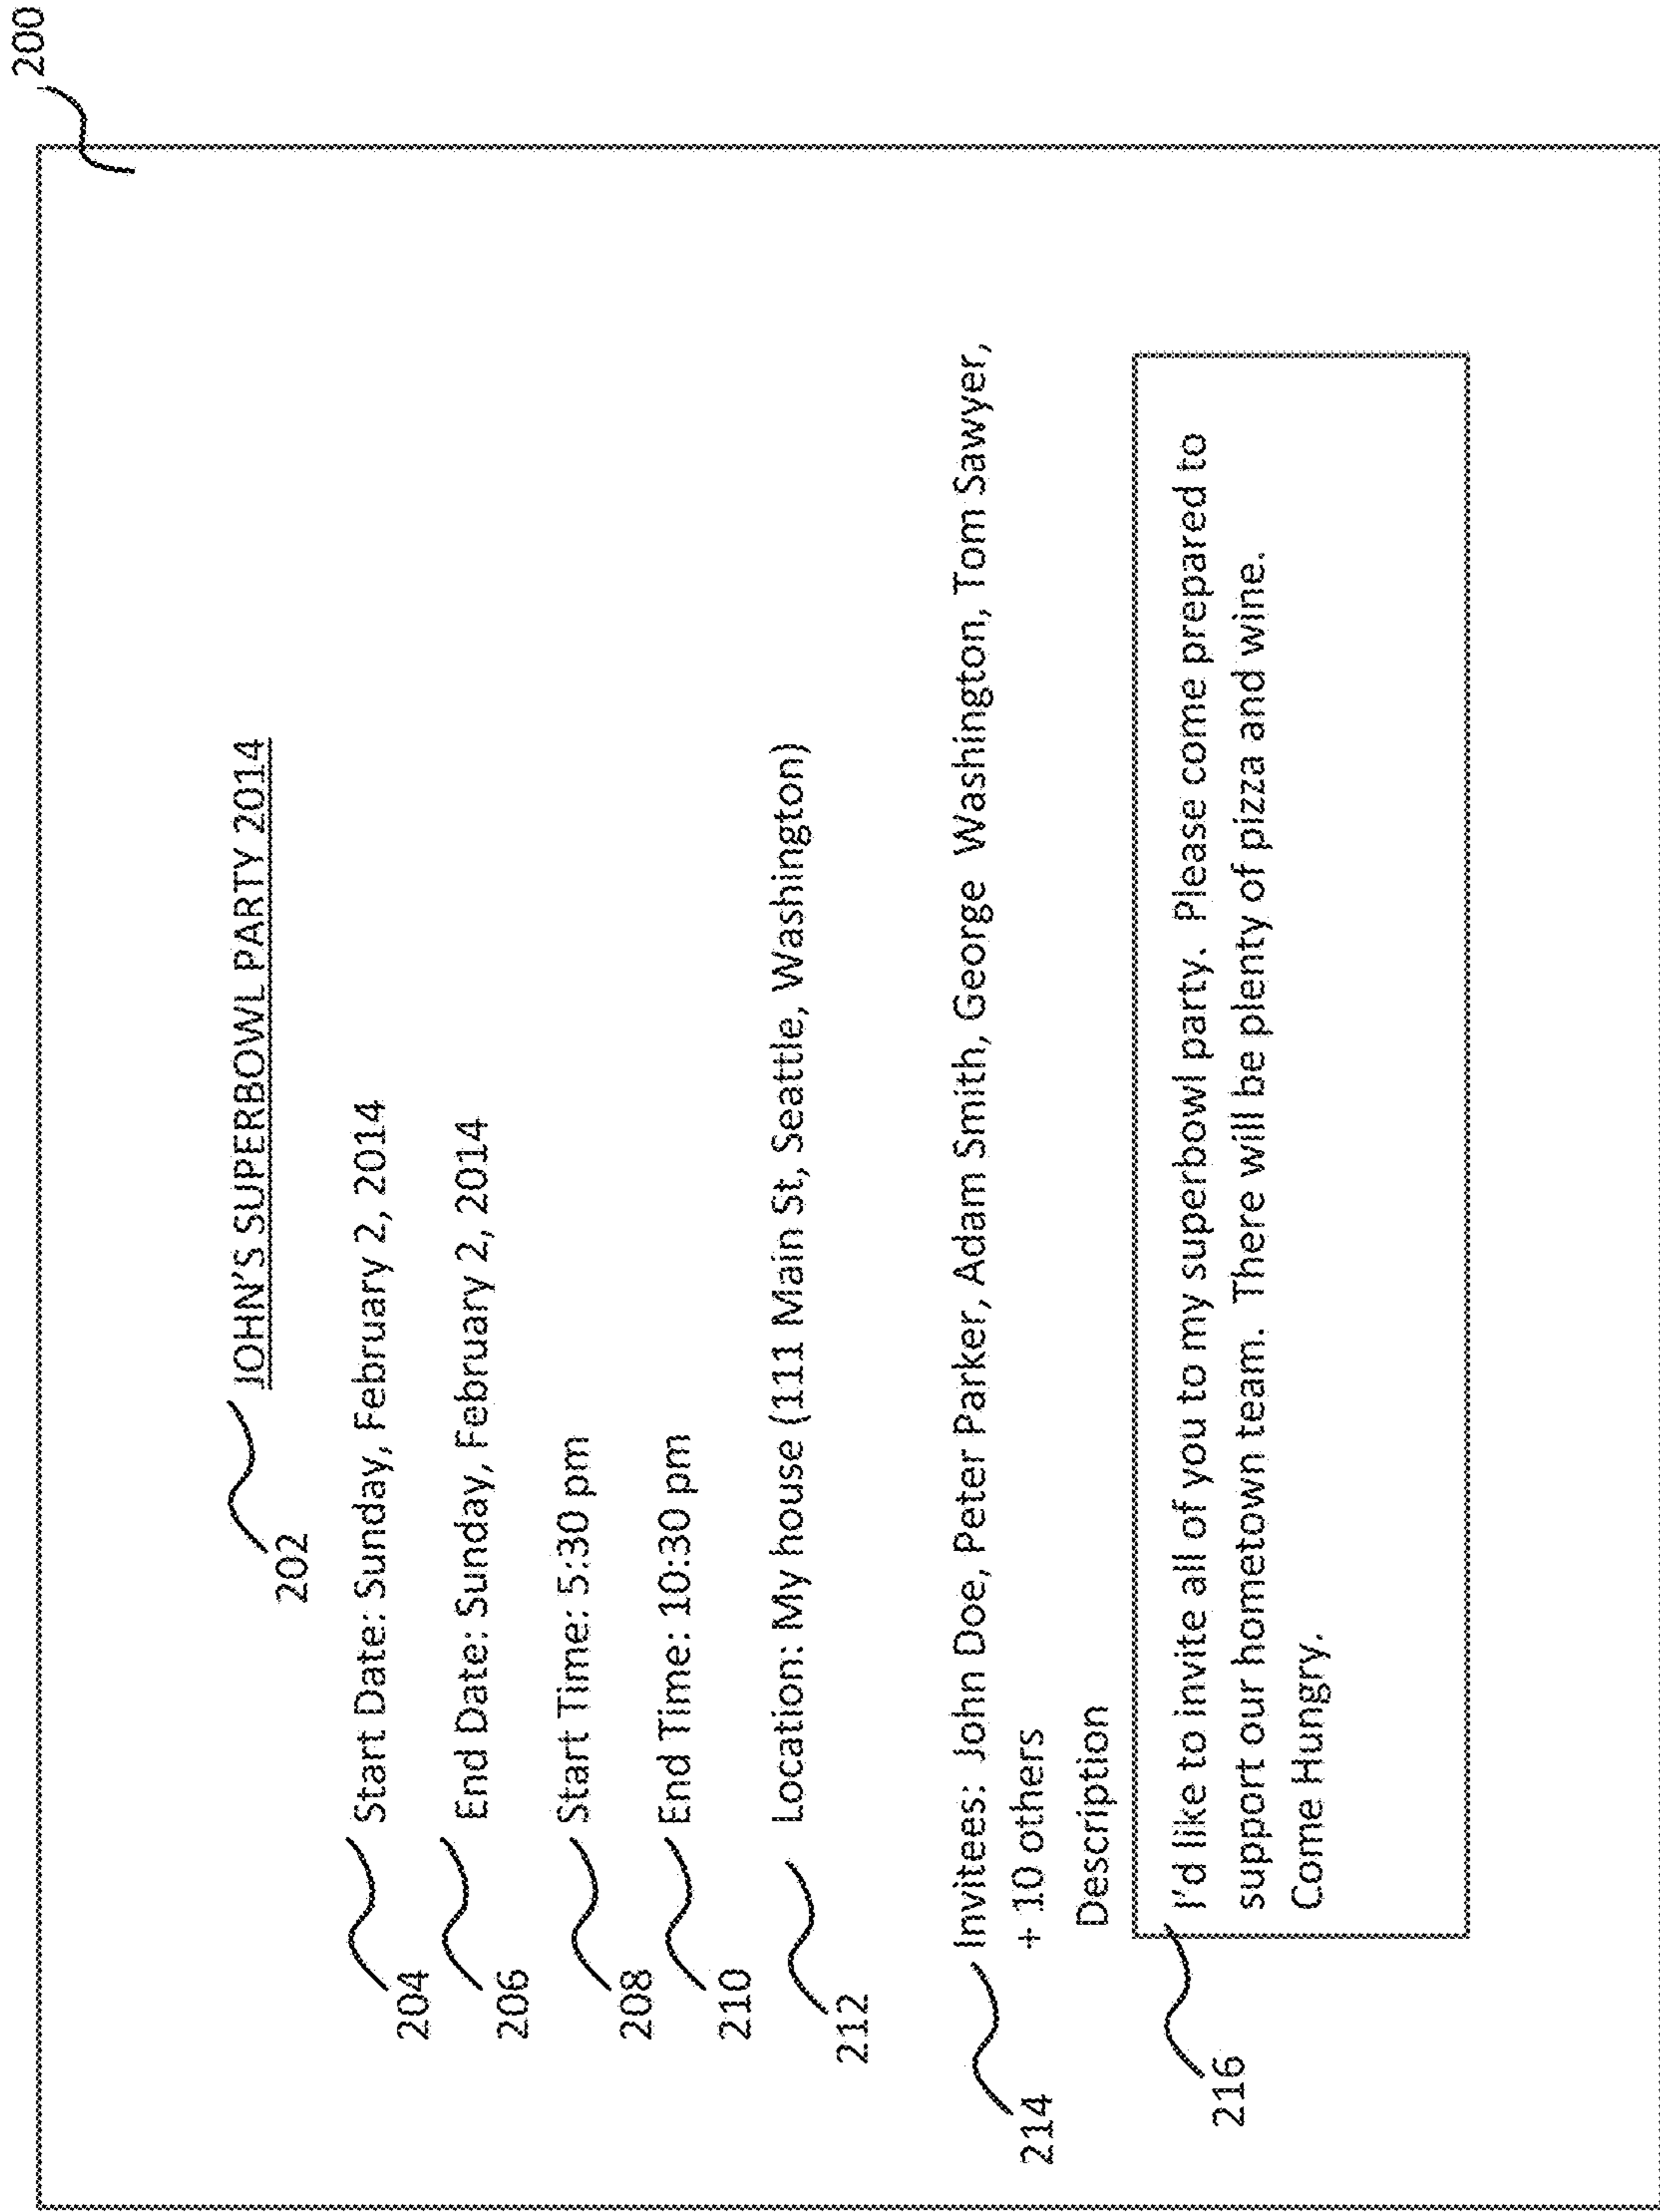 200
JOHN'S SUPERBOWL PARTY 2014
202
Start Date: Sunday, February 2, 2014
204
End Date: Sunday, February 2, 2014
206
Start Time: 5:30 pm
208
End Time: 10:30 pm
210
Location: My house (111 Main St, Seattle, Washington)
212
Invitees: John Doe, Peter Parker, Adam Smith, George Washington, Tom Sawyer,
+ 10 others
214
Description
I'd like to invite all of you to my superbowl party. Please come prepared to
support our hometown team. There will be plenty of pizza and wine.
Come Hungry.
216